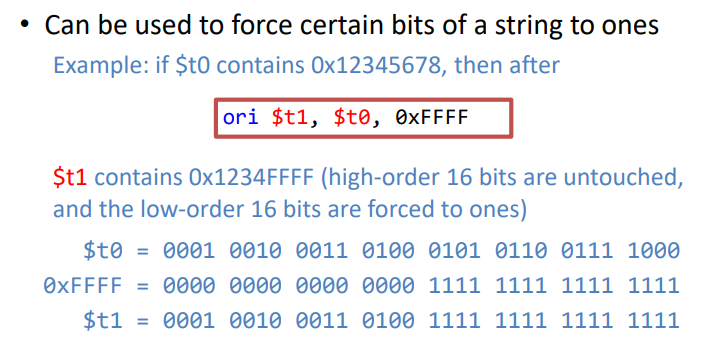 • Can be used to force certain bits of a string to ones
Example: if $t0 contains 0x12345678, then after
ori $t1, $t0, 0xFFFF
$t1 contains 0x1234FFFF (high-order 16 bits are untouched,
and the low-order 16 bits are forced to ones)
$t0 = 0001 0010 0011 0100 0101 0110 0111 1000
0xFFFF = 0000 0000 0000 0000 1111 1111 1111 1111
$t1 = 0001 0010 0011 0100 1111 1111 1111 1111